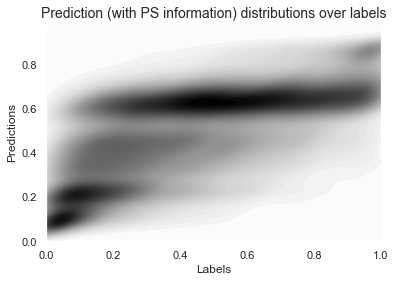 Prediction (with PS information) distributions over labels
0.8
0.6
0.4
0.2
0.0
Predictions
0.0 0.2 0.4 0.6 0.8 1.0
Labels